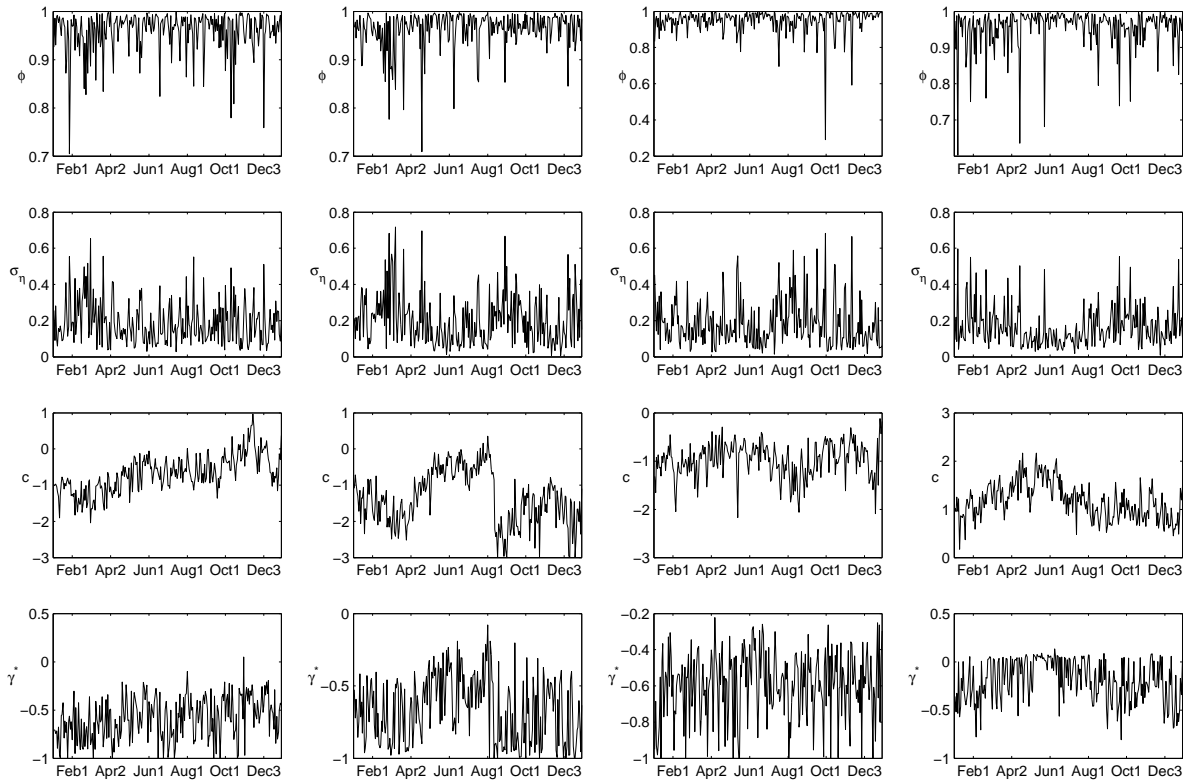 1 1 1 1
0.9 0.9 0.8 0.9
φ φ φ φ
0.8 0.8 0.6 0.8
0.4 0.7
0.7 0.7 0.2
Feb1 Apr2 Jun1 Aug1 Oct1 Dec3 Feb1 Apr2 Jun1 Aug1 Oct1 Dec3 Feb1 Apr2 Jun1 Aug1 Oct1 Dec3 Feb1 Apr2 Jun1 Aug1 Oct1 Dec3
0.8 0.8 0.8 0.8
0.6 0.6 0.6 0.6
ση ση ση ση
0.4 0.4 0.4 0.4
0.2 0.2 0.2 0.2
0 0 0 0
Feb1 Apr2 Jun1 Aug1 Oct1 Dec3 Feb1 Apr2 Jun1 Aug1 Oct1 Dec3 Feb1 Apr2 Jun1 Aug1 Oct1 Dec3 Feb1 Apr2 Jun1 Aug1 Oct1 Dec3
1 1 0 3
0 0 −1 2
c c c c
−1 −1 −2 1
−2 −2
−3 −3 −3 0
Feb1 Apr2 Jun1 Aug1 Oct1 Dec3 Feb1 Apr2 Jun1 Aug1 Oct1 Dec3 Feb1 Apr2 Jun1 Aug1 Oct1 Dec3 Feb1 Apr2 Jun1 Aug1 Oct1 Dec3
0.5 −0 −0.2 0.5
0 −0.4 0
γ* γ* γ* γ*
−0.5 −0.5 −0.6 −0.5
−0.8
−1 −1 −1 −1
Feb1 Apr2 Jun1 Aug1 Oct1 Dec3 Feb1 Apr2 Jun1 Aug1 Oct1 Dec3 Feb1 Apr2 Jun1 Aug1 Oct1 Dec3 Feb1 Apr2 Jun1 Aug1 Oct1 Dec3